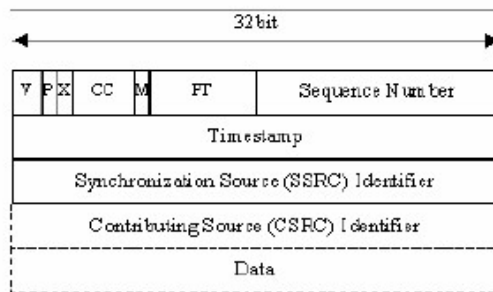 32bit
V P X CC M PT Sequence Number
Timestamp
Synchronization Source (SSRC) Identifier
Contributing Source (CSRC) Identifier
Data